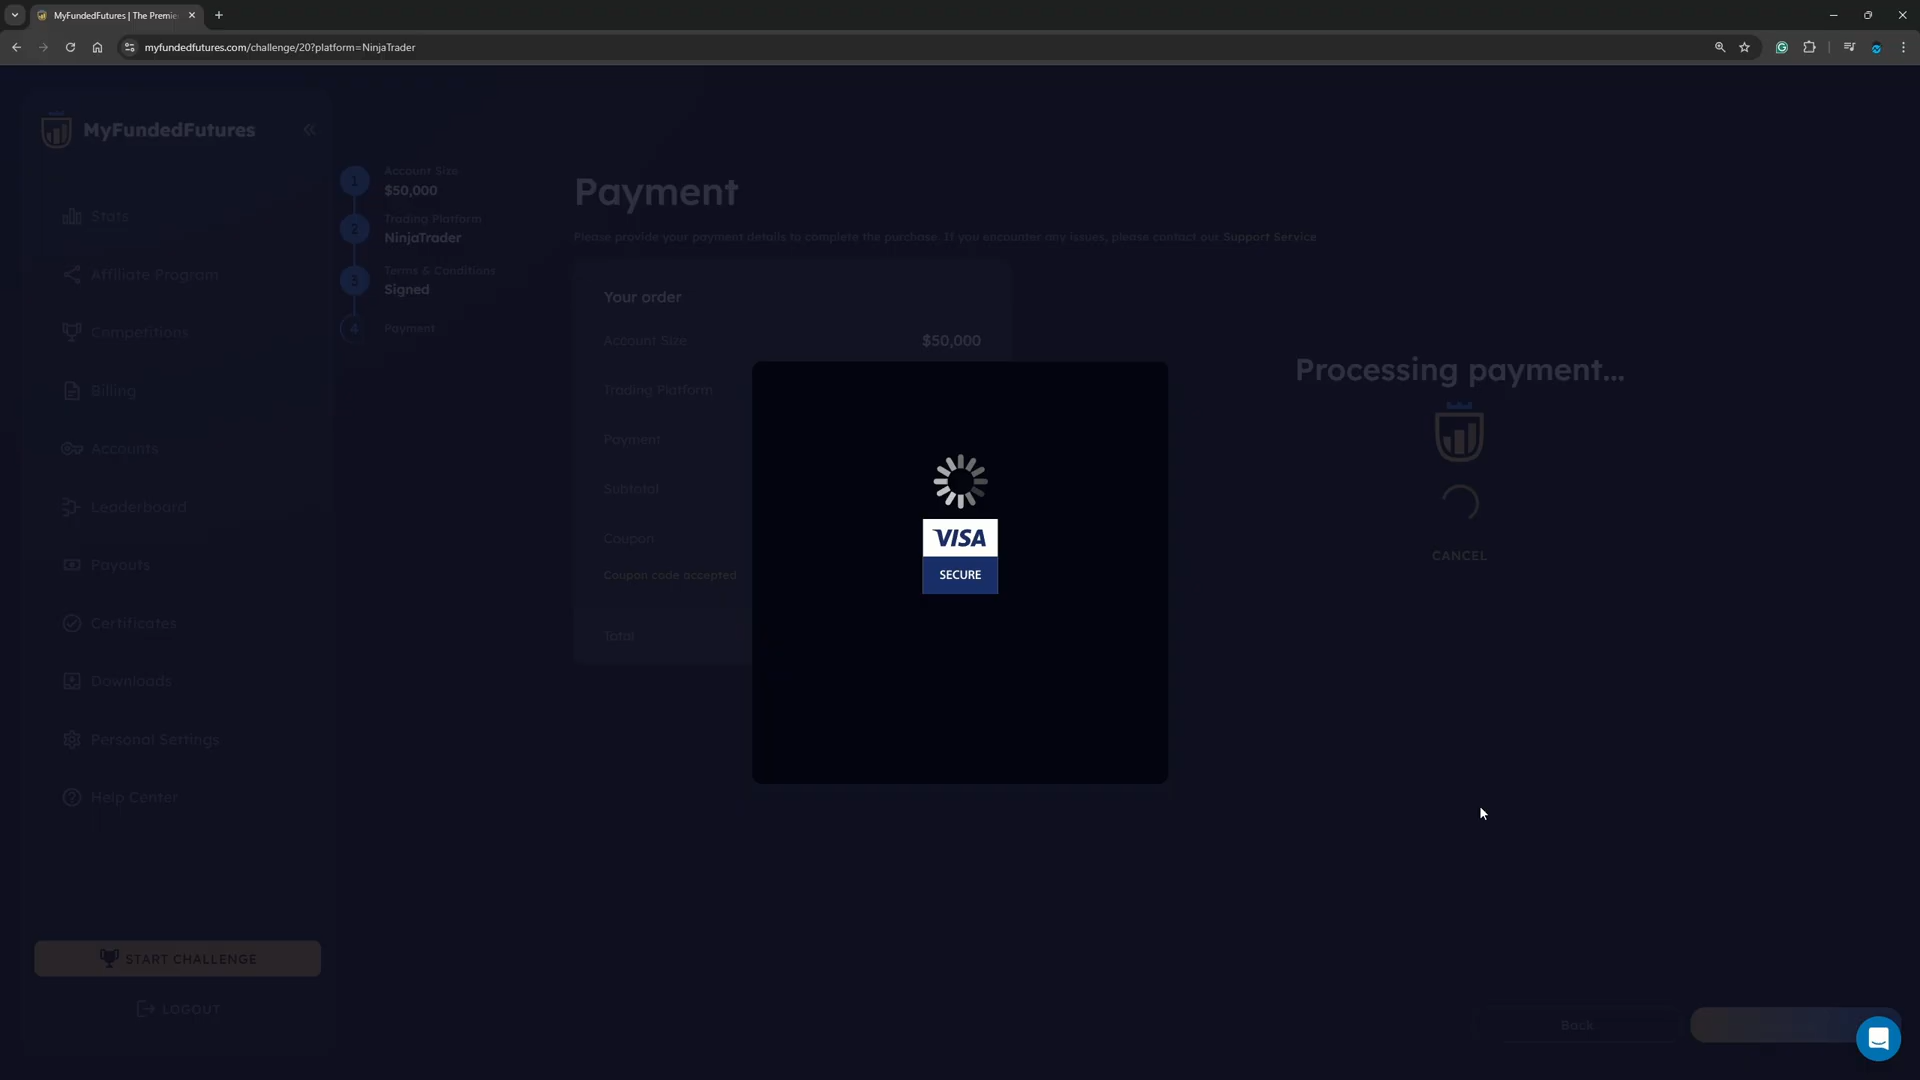 MyFundedFutures | The Premie
myfundedfutures.com/challenge/20?platform=NinjaTrader
MyFundedFutures
Stats
Affiliate Program
Competitions
Billing
Accounts
Leaderboard
Payouts
Certificates
Downloads
Personal Settings
Help Center
START CHALLENGE
LOGOUT
1
Account Size
$50,000
2
Trading Platform
NinjaTrader
3
Terms & Conditions
Signed
4
Payment
Payment
Please provide your payment details to complete the purchase. If you encounter any issues, please contact our Support Service
Your order
Account Size $50,000
Trading Platform
Payment
Subtotal
Coupon
Coupon code accepted
Total
VISA
SECURE
Processing payment...
CANCEL
Back